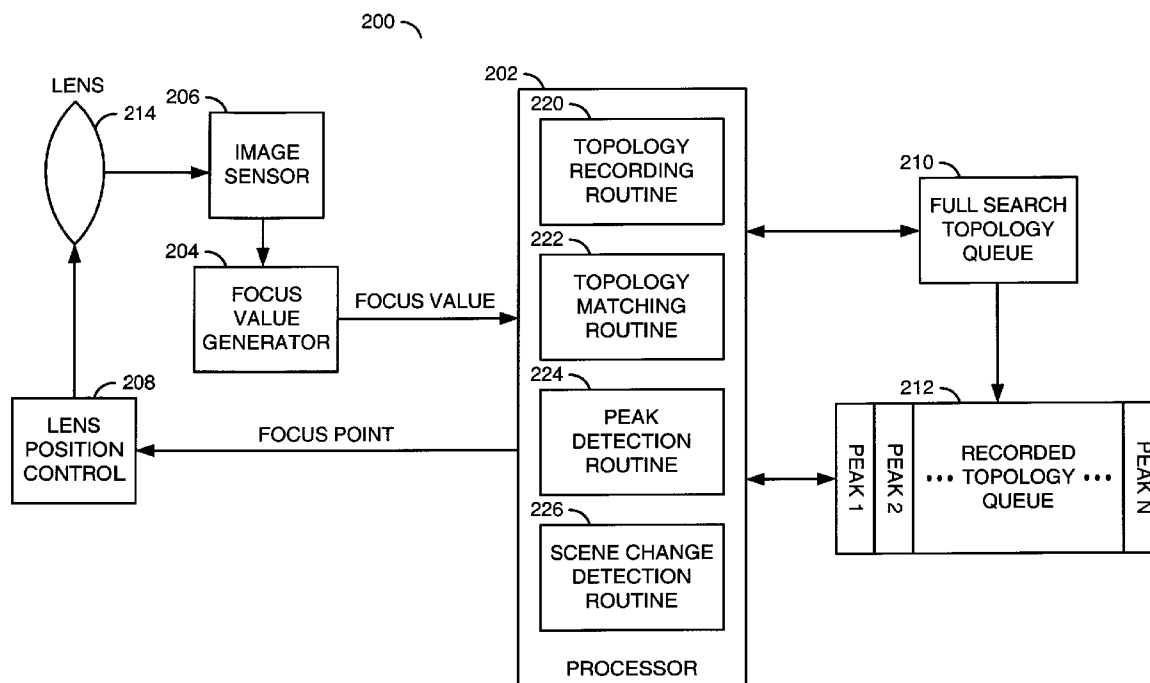 200
LENS
214
206
IMAGE
SENSOR
204
FOCUS
VALUE
GENERATOR
FOCUS VALUE
208
LENS
POSITION
CONTROL
FOCUS POINT
202
220
TOPOLOGY
RECORDING
ROUTINE
222
TOPOLOGY
MATCHING
ROUTINE
224
PEAK
DETECTION
ROUTINE
226
SCENE CHANGE
DETECTION
ROUTINE
PROCESSOR
210
FULL SEARCH
TOPOLOGY
QUEUE
212
PEAK 1
PEAK 2
RECORDED
••• TOPOLOGY •••
QUEUE
PEAK N